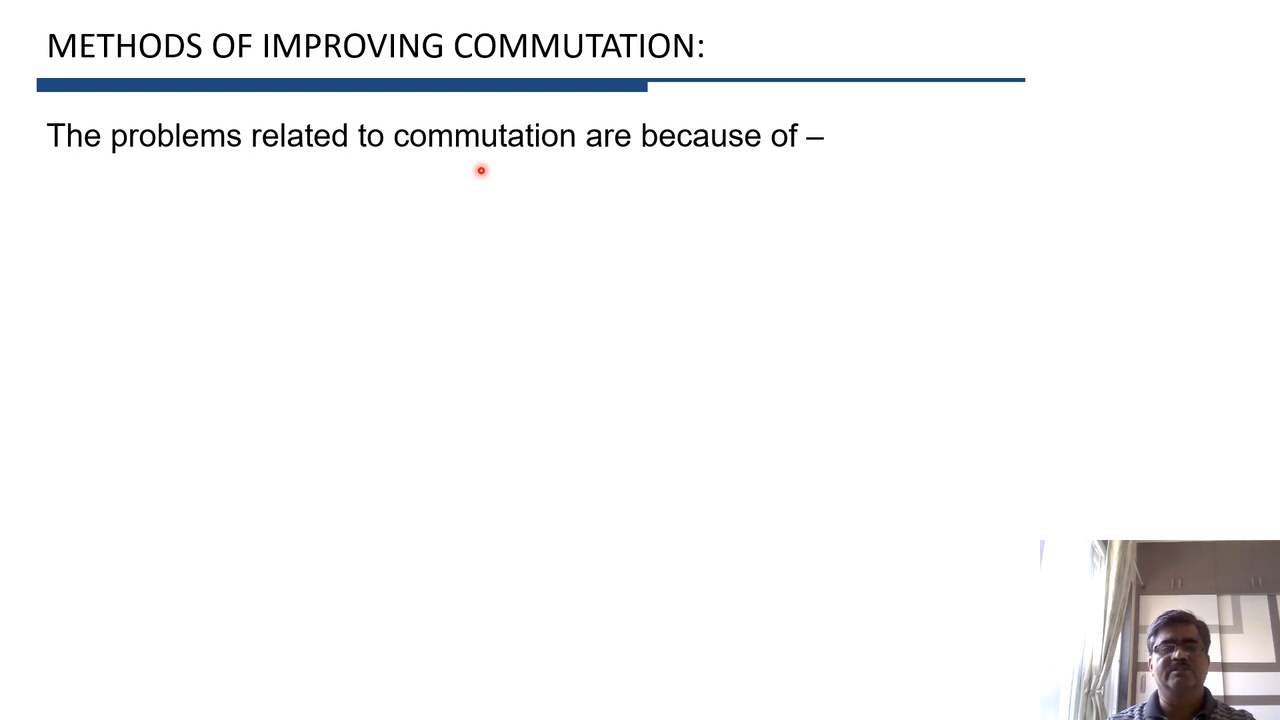 METHODS OF IMPROVING COMMUTATION:
The problems related to commutation are because of –